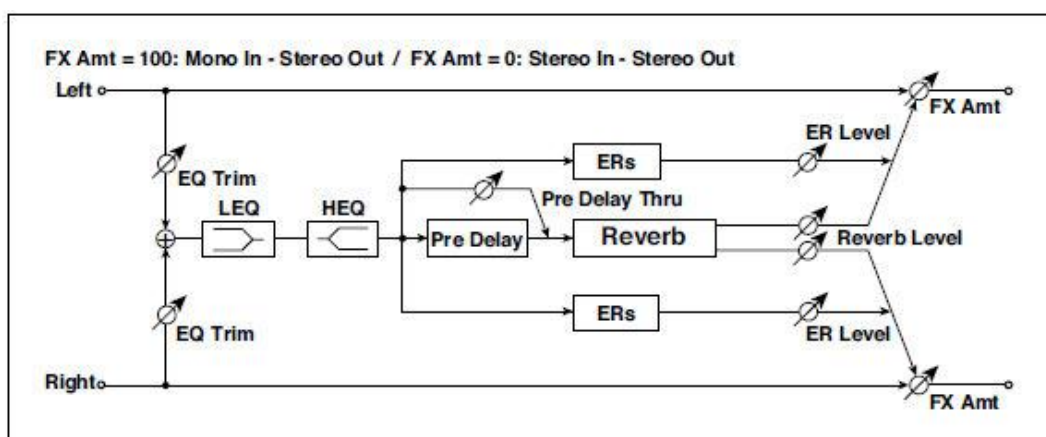 FX Amt = 100: Mono In - Stereo Out / FX Amt = 0: Stereo In - Stereo Out
Left
FX Amt
ER Level
ERs
EQ Trim
Pre Delay Thru
LEQ
HEQ
Pre Delay
Reverb
Reverb Level
ERs
EQ Trim
ER Level
Right
FX Amt